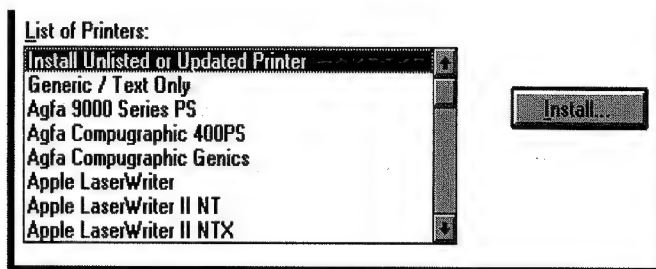 List of Printers:
Install Unlisted or Updated Printer
Generic / Text Only
Agfa 9000 Series PS
Agfa Compugraphic 400PS
Agfa Compugraphic Genics
Apple LaserWriter
Apple LaserWriter II NT
Apple LaserWriter II NTX
Install...